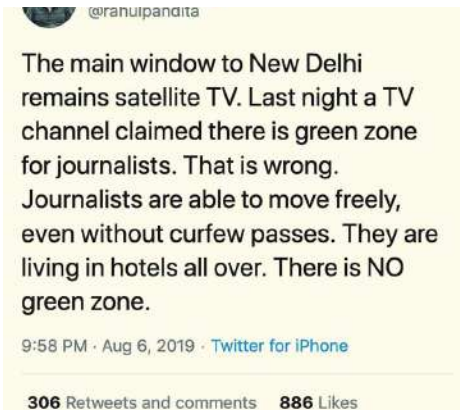 @rahulpandita
The main window to New Delhi
remains satellite TV. Last night a TV
channel claimed there is green zone
for journalists. That is wrong.
Journalists are able to move freely,
even without curfew passes. They are
living in hotels all over. There is NO
green zone.
9:58 PM · Aug 6, 2019 · Twitter for iPhone
306 Retweets and comments 886 Likes